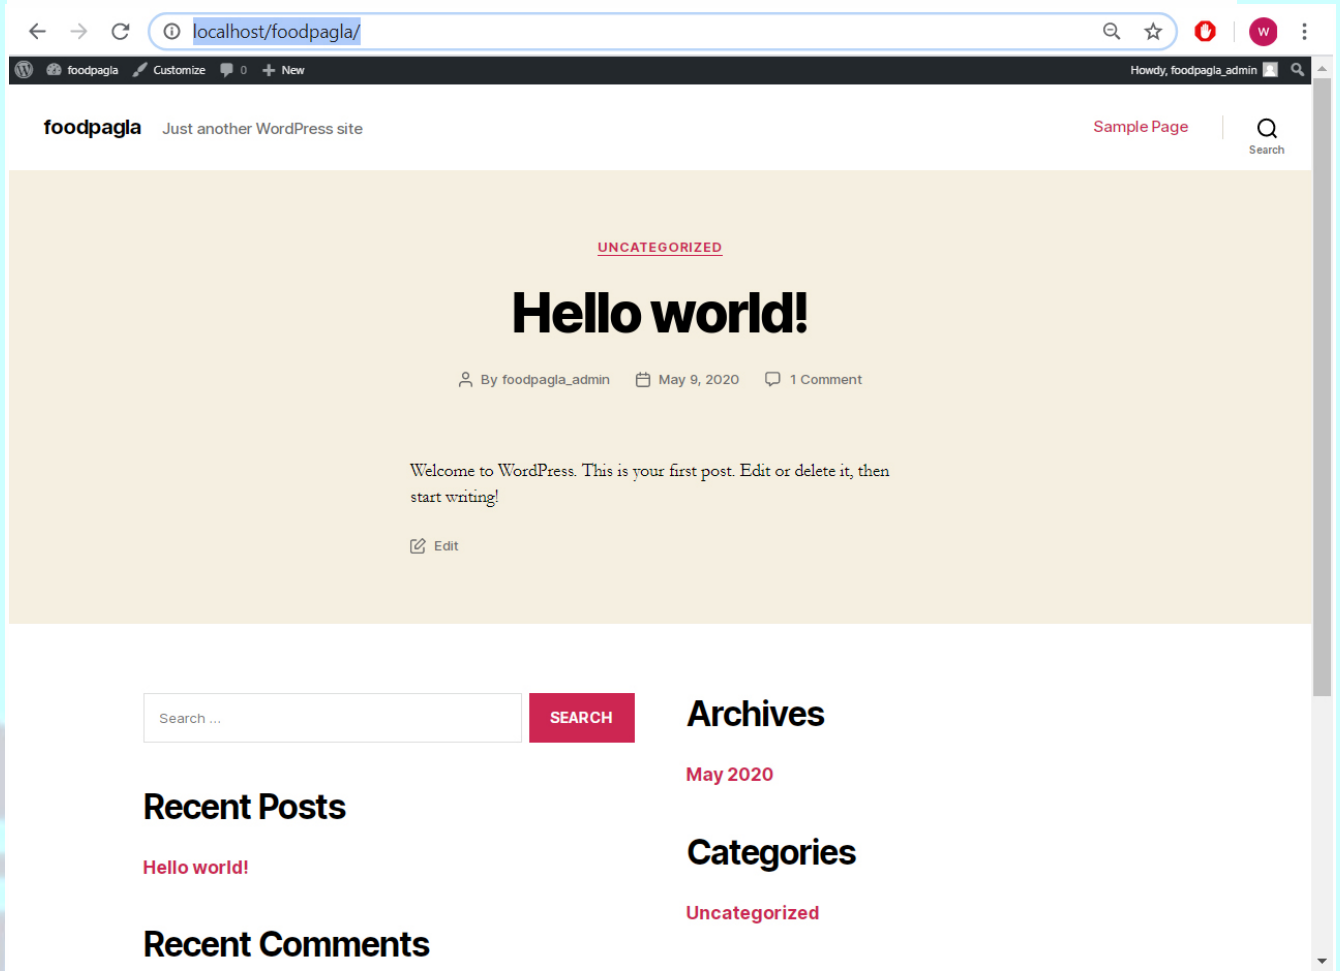 localhost/foodpagla/
W
foodpagla Customize 0 New
Howdy, foodpagla_admin
foodpagla Just another WordPress site
Sample Page
Search
UNCATEGORIZED
Hello world!
By foodpagla_admin May 9, 2020 1 Comment
Welcome to WordPress. This is your first post. Edit or delete it, then
start writing!
Edit
Search ...
SEARCH
Recent Posts
Hello world!
Recent Comments
Archives
May 2020
Categories
Uncategorized